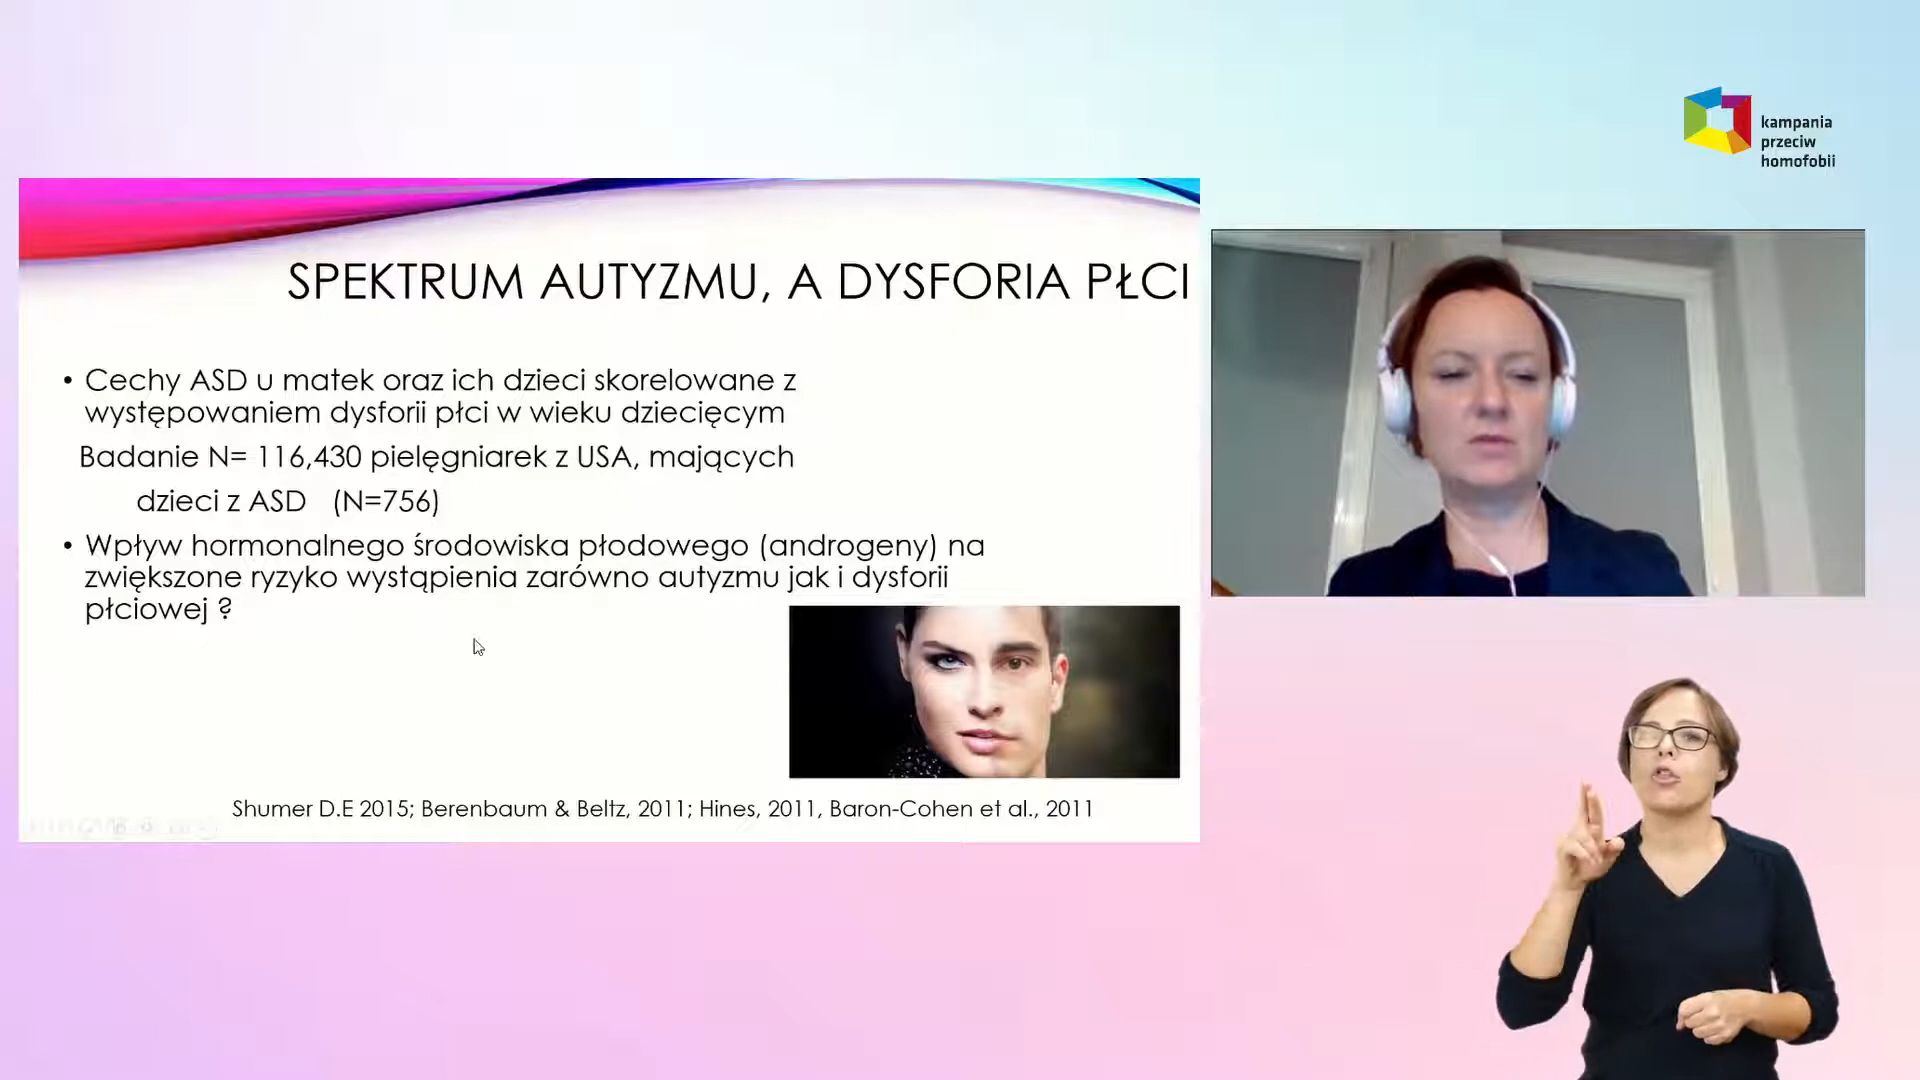 kampania
przeciw
homofobii
SPEKTRUM AUTYZMU, A DYSFORIA PŁCI
• Cechy ASD u matek oraz ich dzieci skorelowane z
występowaniem dysforii płci w wieku dziecięcym
Badanie N= 116,430 pielęgniarek z USA, mających
dzieci z ASD (N=756)
• Wpływ hormonalnego środowiska płodowego (androgeny) na
zwiększone ryzyko wystąpienia zarówno autyzmu jak i dysforii
płciowej ?
Shumer D.E 2015; Berenbaum & Beltz, 2011; Hines, 2011, Baron-Cohen et al., 2011